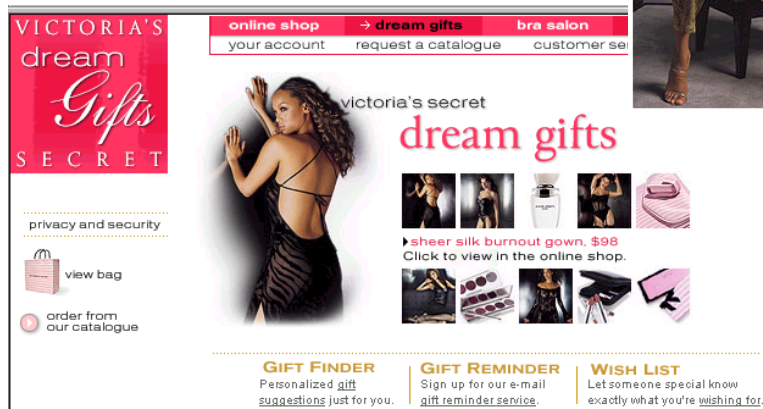 VICTORIA'S
dream
Gifts
SECRET
online shop
→ dream gifts
bra salon
your account
request a catalogue
customer
victoria's secret
dream gifts
privacy and security
view bag
order from
our catalogue
sheer silk burnout gown, $98
Click to view in the online shop.
GIFT FINDER
Personalized gift
suggestions just for you.
GIFT REMINDER
Sign up for our e-mail
gift reminder service.
WISH LIST
Let someone special know
exactly what you're wishing for.